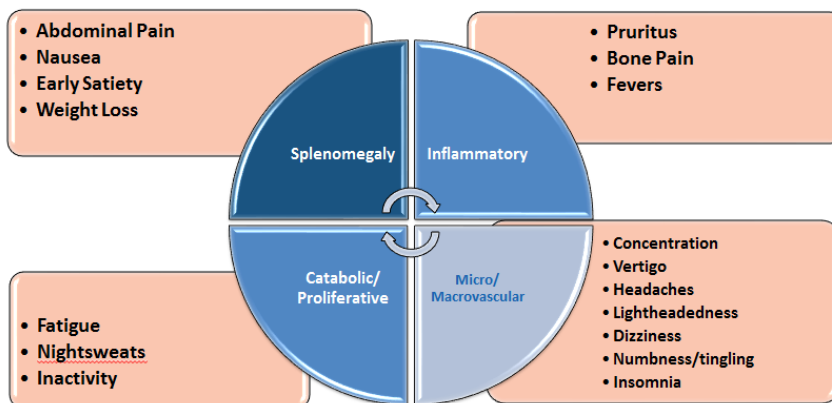 • Abdominal Pain
• Nausea
• Early Satiety
• Weight Loss
• Pruritus
• Bone Pain
• Fevers
Splenomegaly
Inflammatory
Catabolic/
Proliferative
Micro/
Macrovascular
• Fatigue
• Nightsweats
• Inactivity
• Concentration
• Vertigo
• Headaches
• Lightheadedness
• Dizziness
• Numbness/tingling
• Insomnia